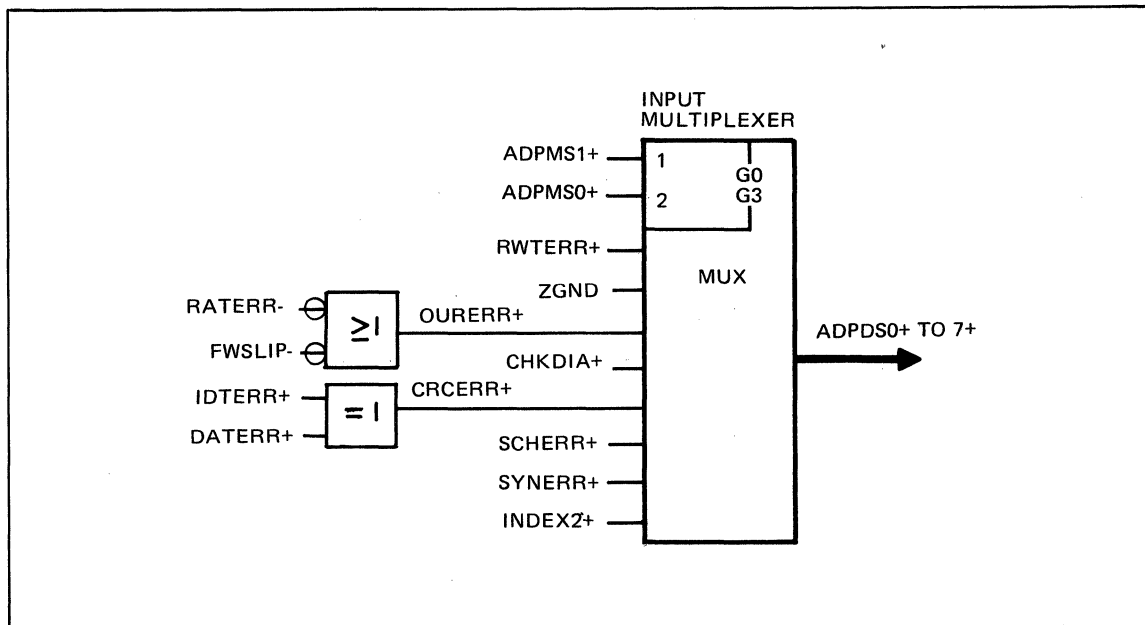 INPUT
MULTIPLEXER
ADPMS1+
1
G0
ADPMS0+
2
G3
RWTERR+
MUX
ZGND
RATERR-
≥1
OURERR+
ADPDS0+ TO 7+
FWSLIP-
CHKDIA+
IDTERR+
=1
CRCERR+
DATERR+
SCHERR+
SYNERR+
INDEX2+